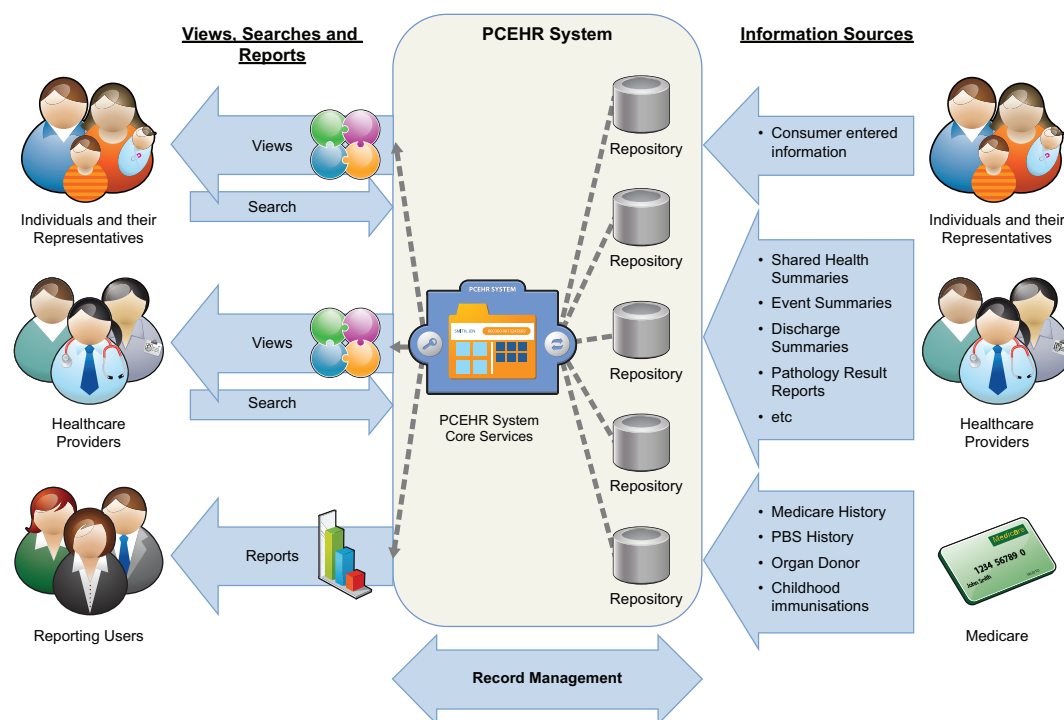 Views, Searches and
Reports
PCEHR System
Information Sources
Individuals and their
Representatives
Views
Search
Repository
• Consumer entered
information
Individuals and their
Representatives
Healthcare
Providers
Views
Search
PCEHR SYSTEM
SMITH, JEN
PCEHR System
Core Services
Repository
Repository
Repository
• Shared Health
Summaries
• Event Summaries
• Discharge
Summaries
• Pathology Result
Reports
• etc
Healthcare
Providers
Reporting Users
Reports
Repository
• Medicare History
• PBS History
• Organ Donor
• Childhood
immunisations
Medicare
1234 56789 0
John Smith
Medicare
Record Management